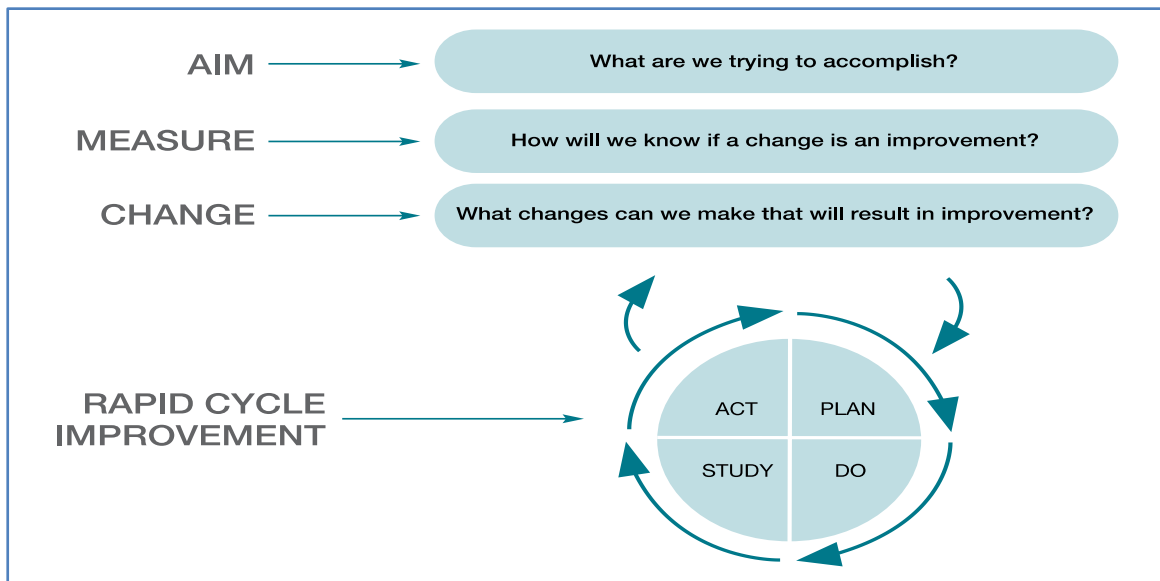 AIM
What are we trying to accomplish?
MEASURE
How will we know if a change is an improvement?
CHANGE
What changes can we make that will result in improvement?
RAPID CYCLE
IMPROVEMENT
ACT
PLAN
STUDY
DO